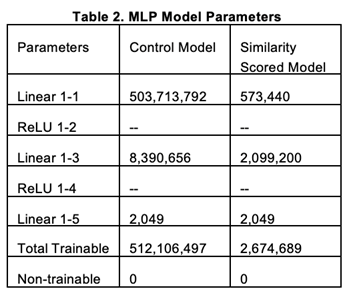 Table 2. MLP Model Parameters
Parameters Control Model Similarity
Scored Model
Linear 1-1 503,713,792 573,440
ReLU 1-2 -- --
Linear 1-3 8,390,656 2,099,200
ReLU 1-4 -- --
Linear 1-5 2,049 2,049
Total Trainable 512,106,497 2,674,689
Non-trainable 0 0